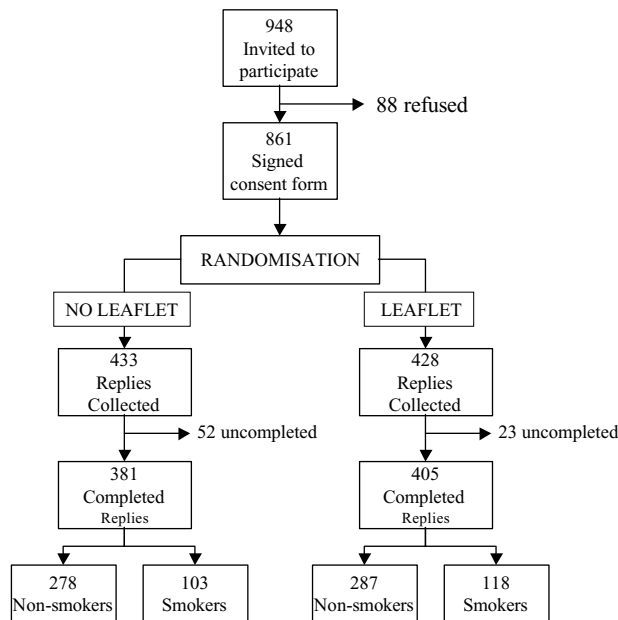 948
Invited to
participate
88 refused
861
Signed
consent form
RANDOMISATION
NO LEAFLET
LEAFLET
433
Replies
Collected
428
Replies
Collected
52 uncompleted
23 uncompleted
381
Completed
Replies
405
Completed
Replies
278
Non-smokers
103
Smokers
287
Non-smokers
118
Smokers